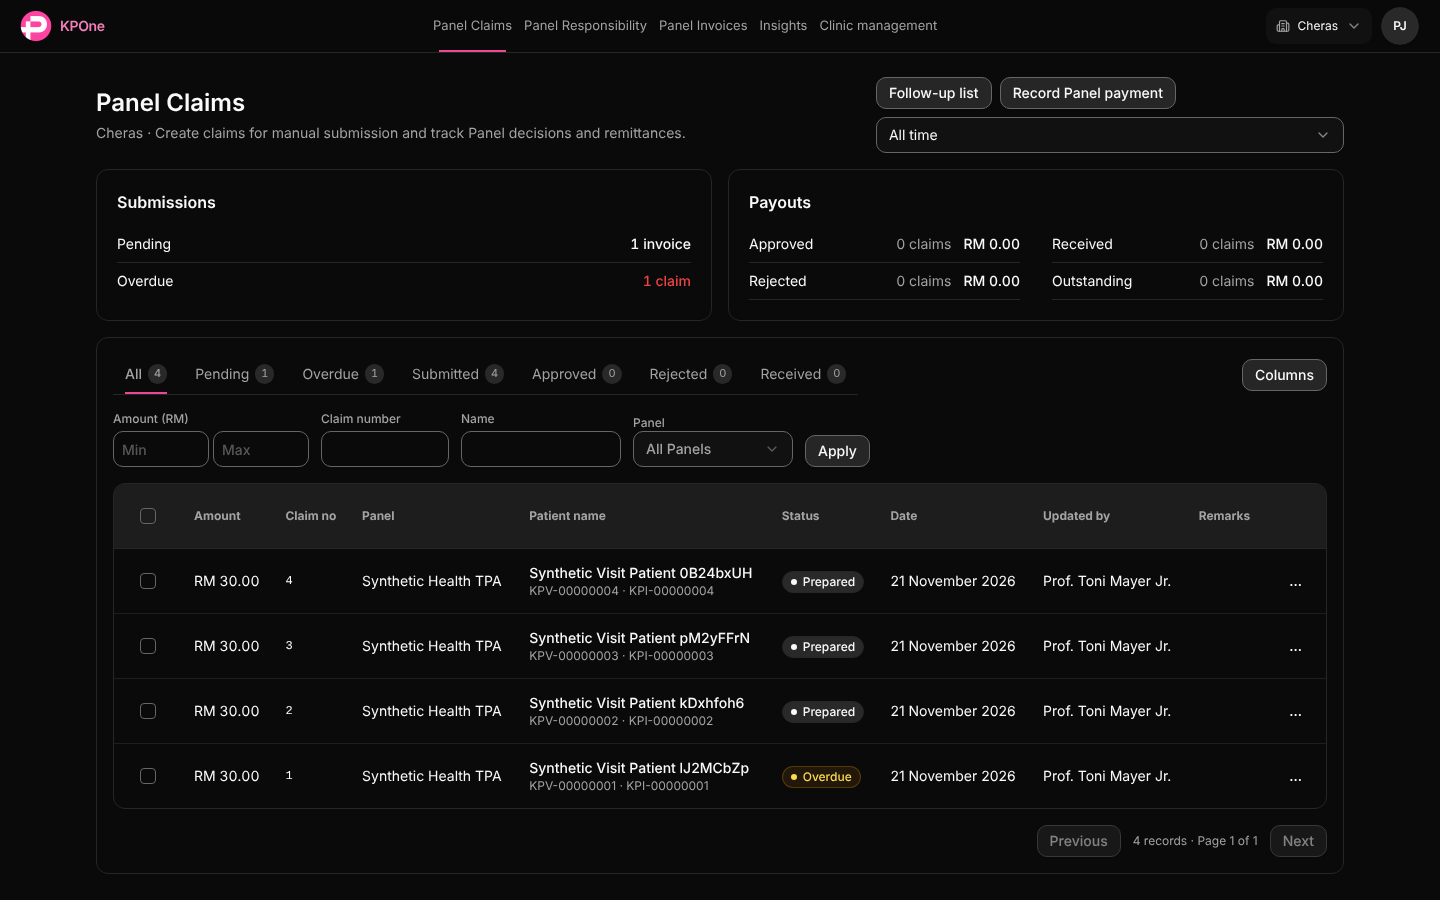 KPOne
Panel Claims Panel Responsibility Panel Invoices Insights Clinic management
Cheras
PJ
Panel Claims
Cheras · Create claims for manual submission and track Panel decisions and remittances.
Follow-up list Record Panel payment
All time
Submissions
Pending 1 invoice
Overdue 1 claim
Payouts
Approved 0 claims RM 0.00 Received 0 claims RM 0.00
Rejected 0 claims RM 0.00 Outstanding 0 claims RM 0.00
All 4 Pending 1 Overdue 1 Submitted 4 Approved 0 Rejected 0 Received 0
Columns
Amount (RM) Claim number Name Panel
Min Max All Panels Apply
Amount Claim no Panel Patient name Status Date Updated by Remarks
RM 30.00 4 Synthetic Health TPA Synthetic Visit Patient 0B24bxUH Prepared 21 November 2026 Prof. Toni Mayer Jr. ...
KPV-00000004 · KPI-00000004
RM 30.00 3 Synthetic Health TPA Synthetic Visit Patient pM2yFFrN Prepared 21 November 2026 Prof. Toni Mayer Jr. ...
KPV-00000003 · KPI-00000003
RM 30.00 2 Synthetic Health TPA Synthetic Visit Patient kDxhfoh6 Prepared 21 November 2026 Prof. Toni Mayer Jr. ...
KPV-00000002 · KPI-00000002
RM 30.00 1 Synthetic Health TPA Synthetic Visit Patient lJ2MCbZp Overdue 21 November 2026 Prof. Toni Mayer Jr. ...
KPV-00000001 · KPI-00000001
Previous 4 records · Page 1 of 1 Next